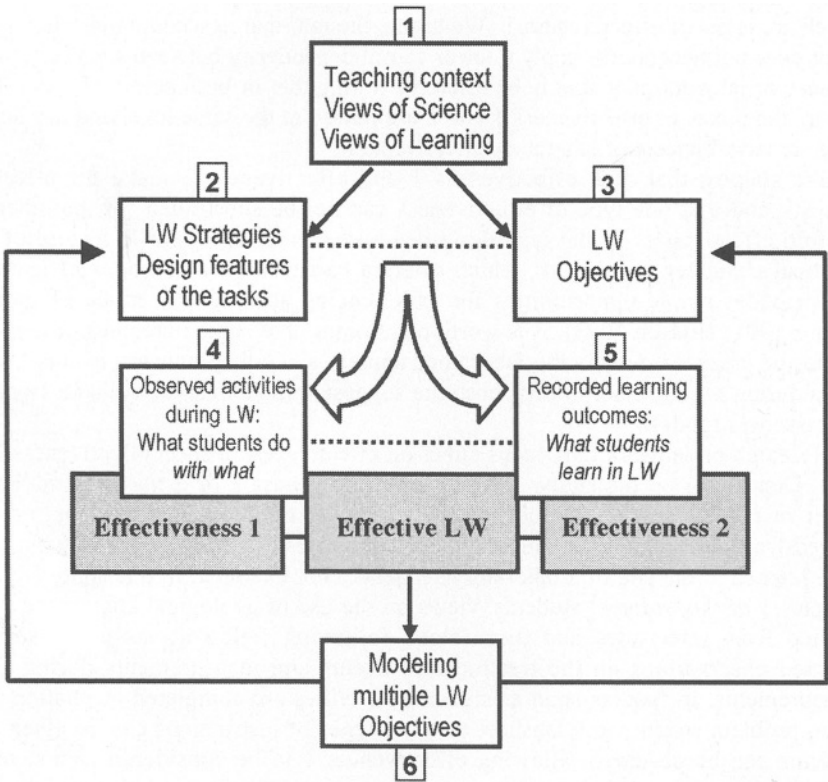 1
Teaching context
Views of Science
Views of Learning
2
LW Strategies
Design features
of the tasks
3
LW
Objectives
4
Observed activities
during LW:
What students do
with what
5
Recorded learning
outcomes:
What students
learn in LW
Effectiveness 1
Effective LW
Effectiveness 2
Modeling
multiple LW
Objectives
6